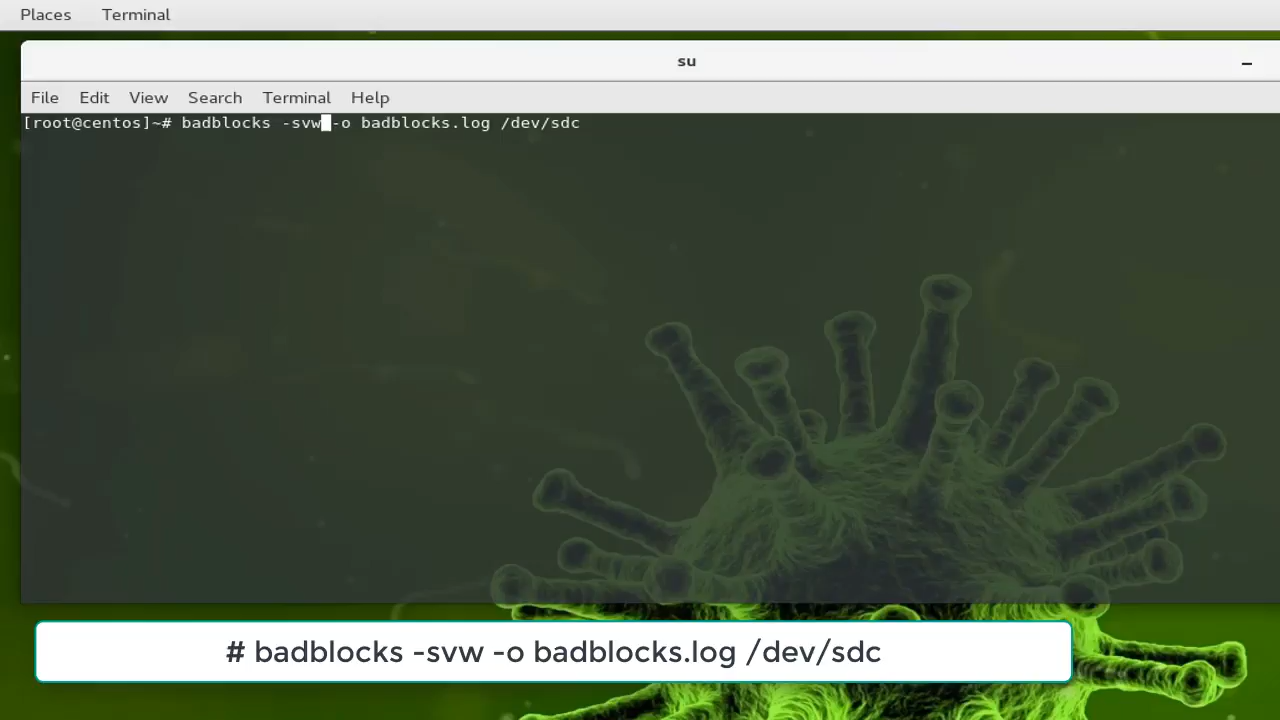 Places Terminal
su
File Edit View Search Terminal Help
[root@centos]~# badblocks -svw -o badblocks.log /dev/sdc
# badblocks -svw -o badblocks.log /dev/sdc